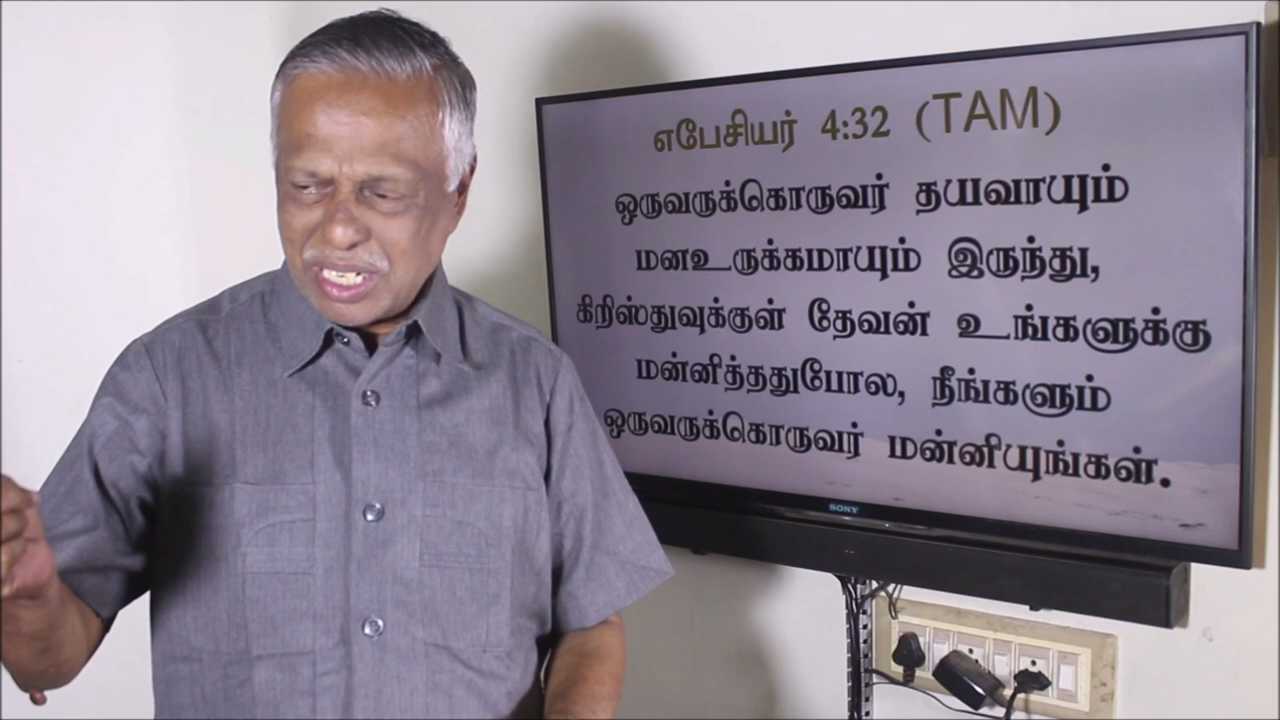 எபேசியர் 4:32 (TAM)
ஒருவருக்கொருவர் தயவாயும்
மனஉருக்கமாயும் இருந்து,
கிறிஸ்துவுக்குள் தேவன் உங்களுக்கு
மன்னித்ததுபோல, நீங்களும்
ஒருவருக்கொருவர் மன்னியுங்கள்.
SONY